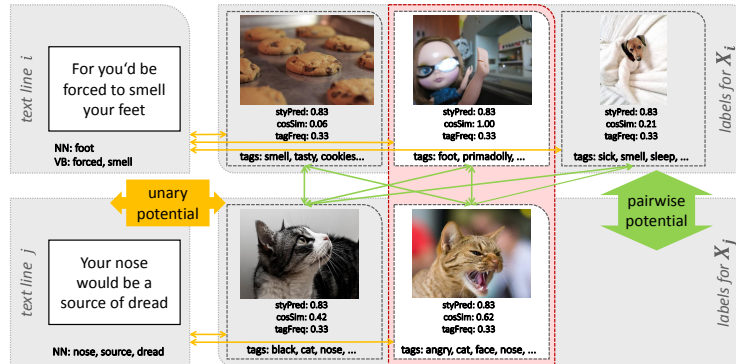 text line i
For you'd be
forced to smell
your feet
NN: foot
VB: forced, smell
styPred: 0.83
cosSim: 0.06
tagFreq: 0.33
tags: smell, tasty, cookies...
styPred: 0.83
cosSim: 1.00
tagFreq: 0.33
tags: foot, primadolly, ...
styPred: 0.83
cosSim: 0.21
tagFreq: 0.33
tags: sick, smell, sleep, ...
labels for Xi
unary
potential
pairwise
potential
text line j
Your nose
would be a
source of dread
NN: nose, source, dread
styPred: 0.83
cosSim: 0.42
tagFreq: 0.33
tags: black, cat, nose, ...
styPred: 0.83
cosSim: 0.62
tagFreq: 0.33
tags: angry, cat, face, nose, ...
labels for Xj